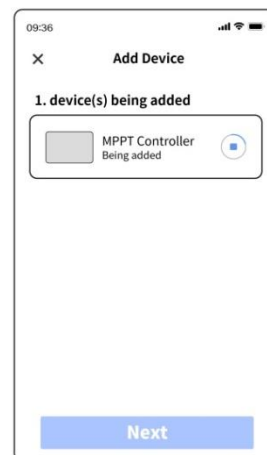 09:36
Add Device
1. device(s) being added
MPPT Controller
Being added
Next